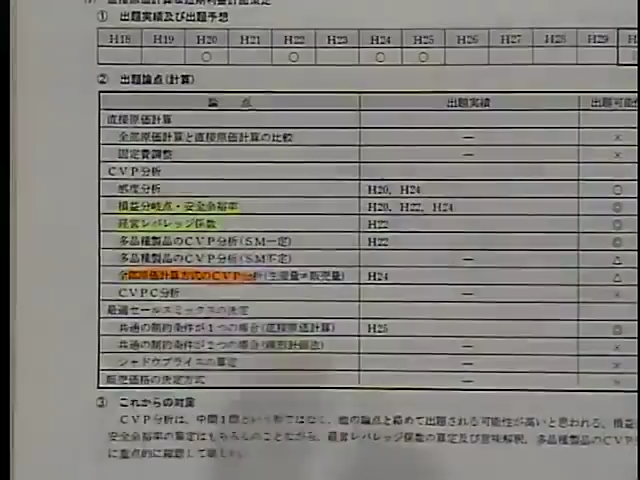 ① 出題実績及び出題予想
H18 H19 H20 H21 H22 H23 H24 H25 H26 H27 H28 H29
○ ○ ○ ○
② 出題論点(計算)
論 点 出題実績 出題可能
直接原価計算
全部原価計算と直接原価計算の比較 － ×
固定費調整 － ×
CVP分析
感度分析 H20, H24 ○
損益分岐点・安全余裕率 H20, H22, H24 ◎
経営レバレッジ係数 H22 ◎
多品種製品のCVP分析(SM一定) H22 ◎
多品種製品のCVP分析(SM不定) － △
全部原価計算方式のCVP分析(生産量≠販売量) H24 △
CVPC分析 － ×
最適セールスミックスの決定
共通の制約条件が1つの場合(直接原価計算) H25 ◎
共通の制約条件が2つの場合(線形計画法) － ×
シャドウプライスの算定 － ×
販売価格の決定方式 － ×
③ これからの対策
CVP分析は、中問1問という形ではなく、他の論点と絡めて出題される可能性が高いと思われる。損益
安全余裕率の算定はもちろんのことながら、経営レバレッジ係数の算定及び意味解釈、多品種製品のCVP
に重点的に確認して欲しい。